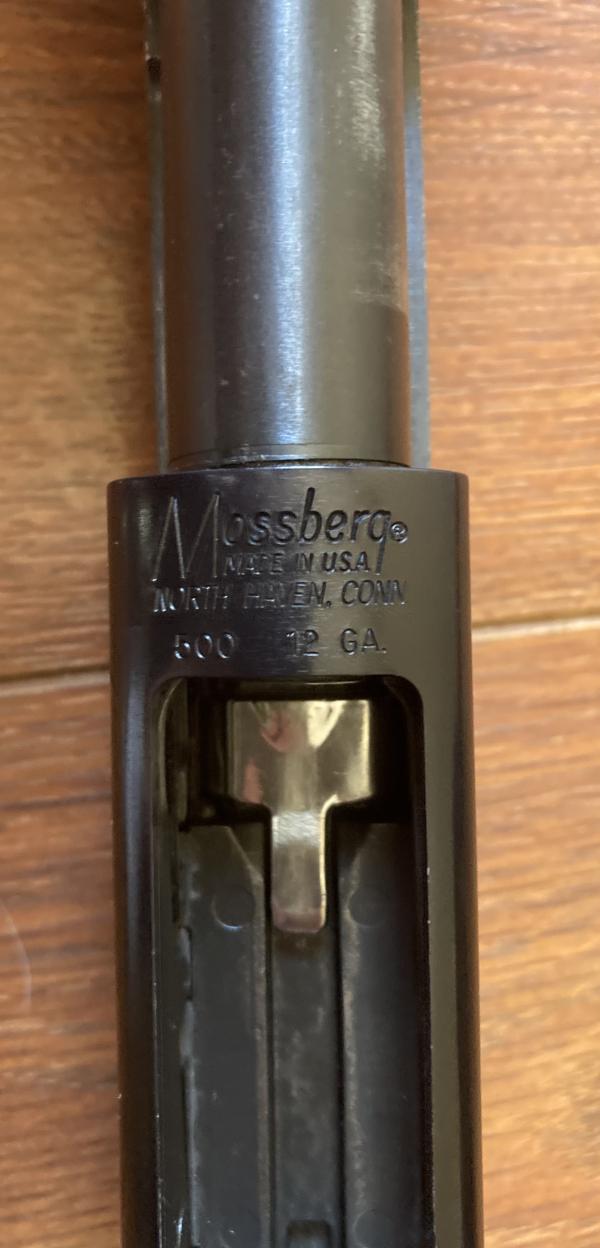 Mossberg®
MADE IN U.S.A.
NORTH HAVEN, CONN
500 12 GA.